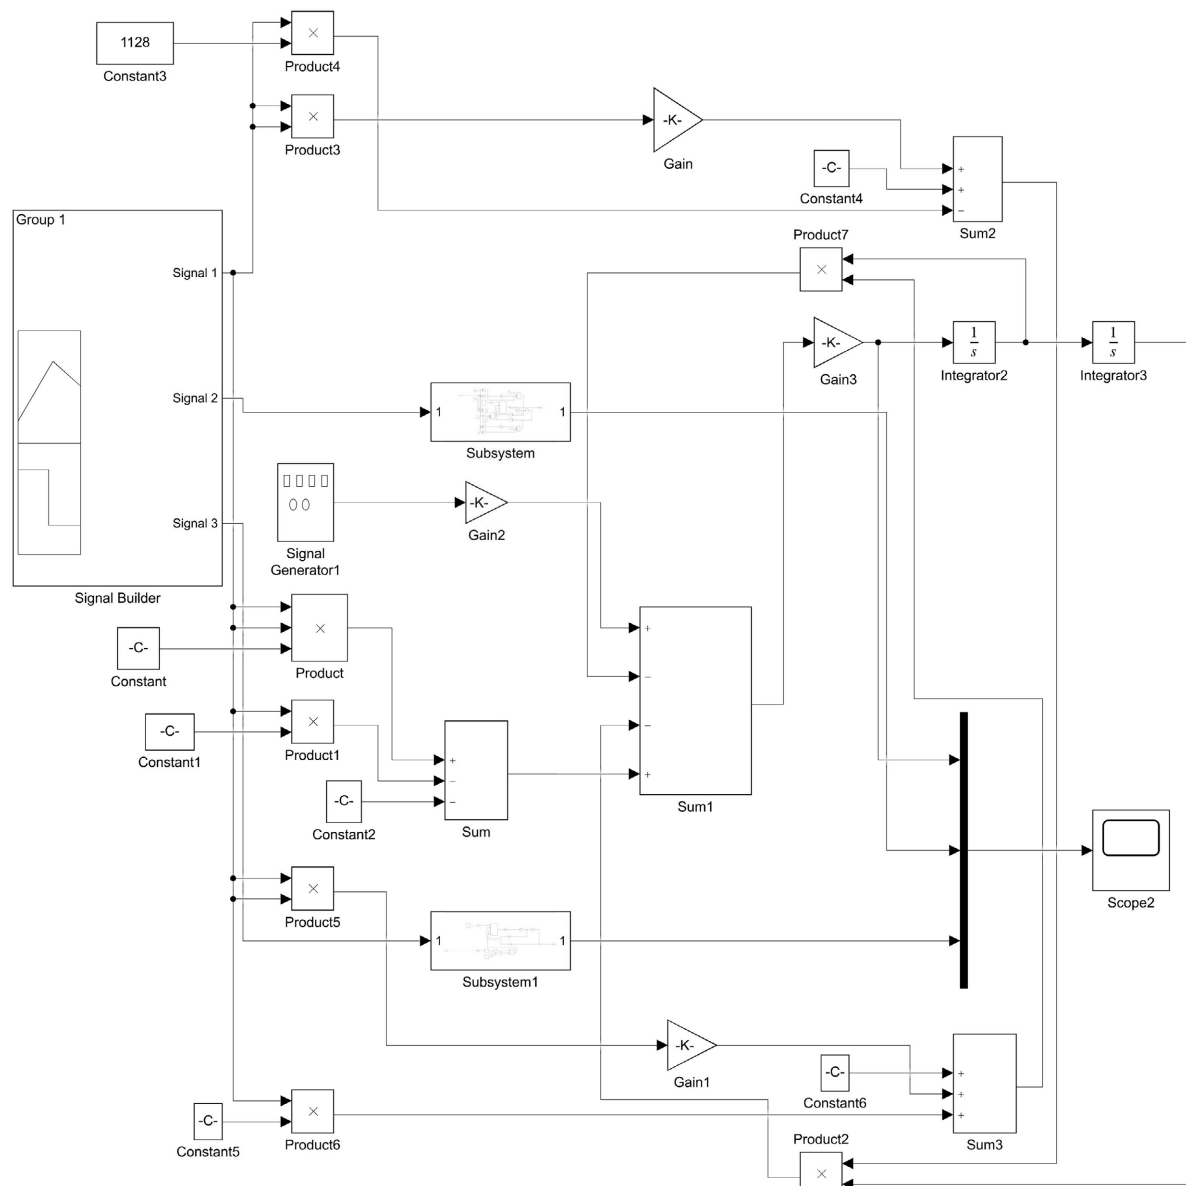 1128
Constant3
Product4
Product3
-K-
Gain
-C-
Constant4
+
+
−
Sum2
Group 1
Signal 1
Signal 2
Signal 3
Signal Builder
Product7
-K-
Gain3
1
s
Integrator2
1
s
Integrator3
1
1
Subsystem
Signal
Generator1
-K-
Gain2
-C-
Constant
Product
-C-
Constant1
Product1
-C-
Constant2
+
−
−
Sum
+
−
−
+
Sum1
Scope2
Product5
1
1
Subsystem1
-K-
Gain1
-C-
Constant6
+
+
+
Sum3
-C-
Constant5
Product6
Product2